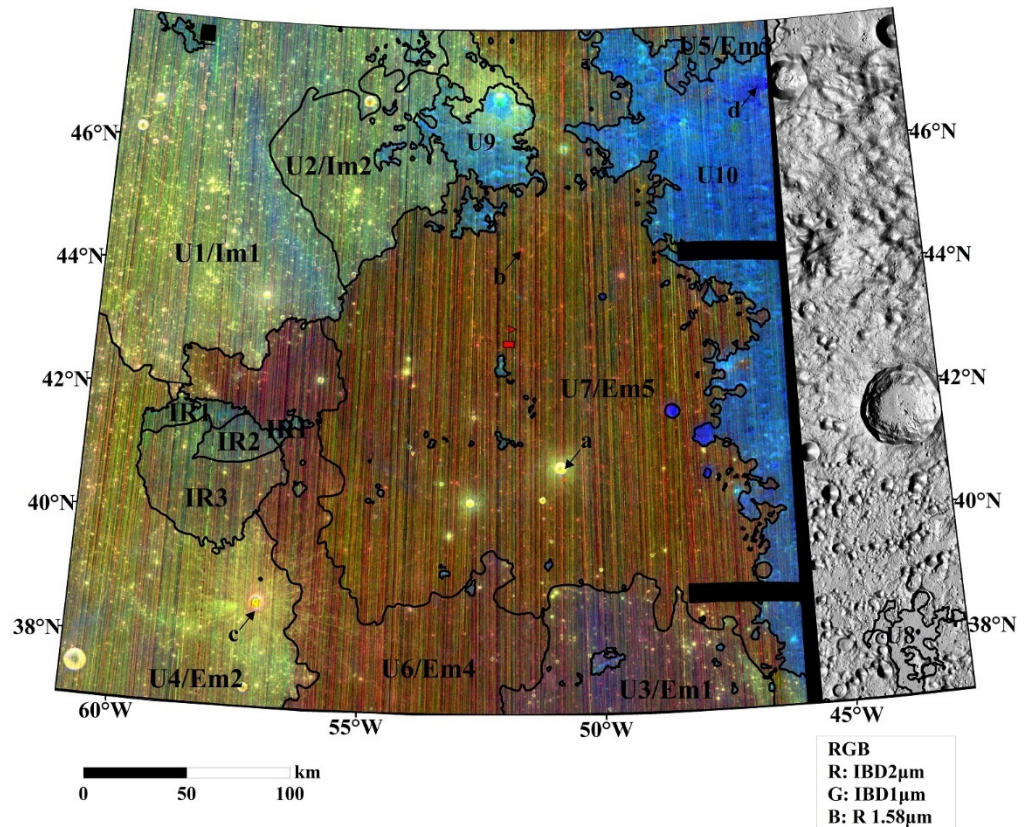 U5/Em3
d
46°N
46°N
U9
U2/Im2
U10
U1/Im1
44°N
44°N
b
42°N
42°N
U7/Em5
IR1
IR1
IR2
a
IR3
40°N
40°N
38°N
U8
38°N
c
U4/Em2
U6/Em4
U3/Em1
60°W
55°W
50°W
45°W
km
0
50
100
RGB
R: IBD2μm
G: IBD1μm
B: R 1.58μm